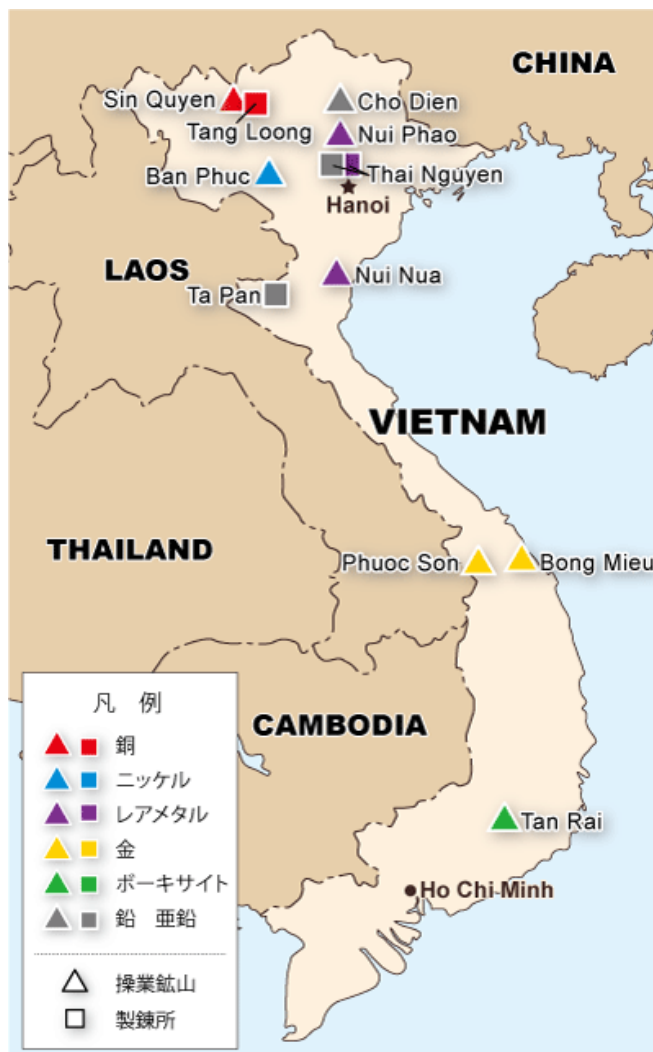 CHINA
Sin Quyen
Cho Dien
Tang Loong
Nui Phao
Ban Phuc
Thai Nguyen
Hanoi
LAOS
Nui Nua
Ta Pan
VIETNAM
THAILAND
Phuoc Son
Bong Mieu
CAMBODIA
Tan Rai
Ho Chi Minh
凡 例
銅
ニッケル
レアメタル
金
ボーキサイト
鉛 亜鉛
操業鉱山
製錬所